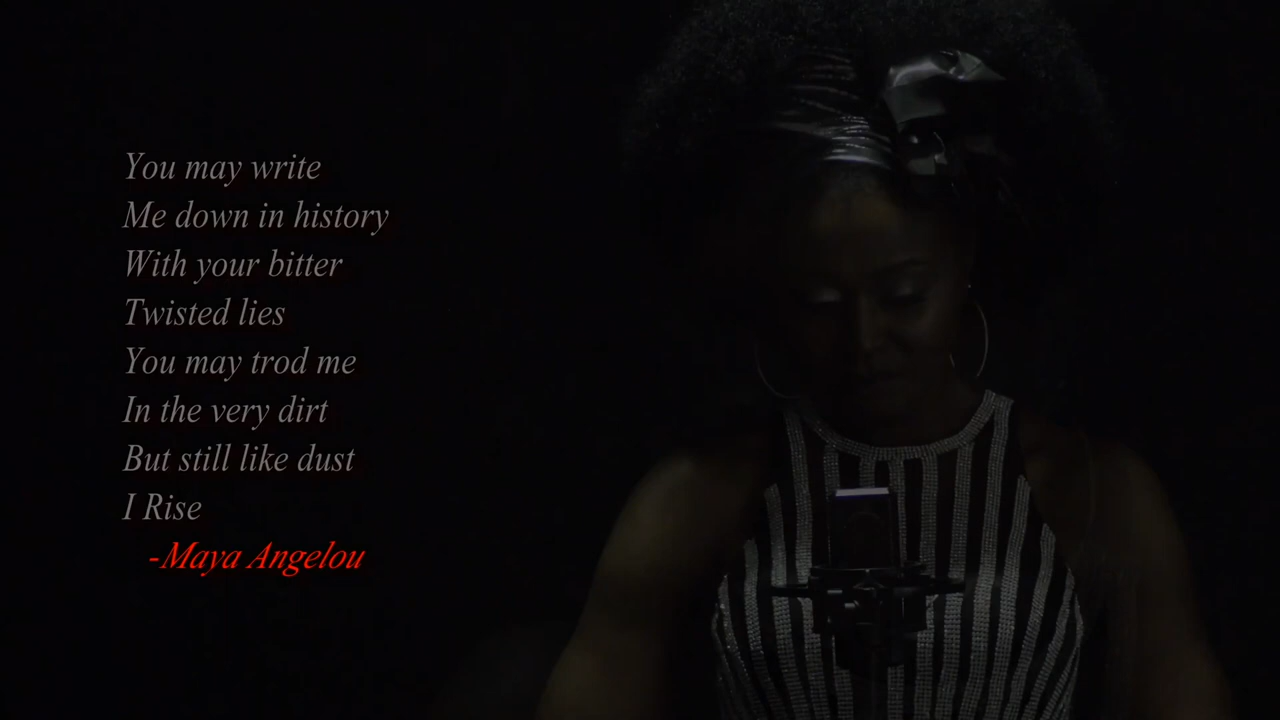 You may write
Me down in history
With your bitter
Twisted lies
You may trod me
In the very dirt
But still like dust
I Rise
-Maya Angelou